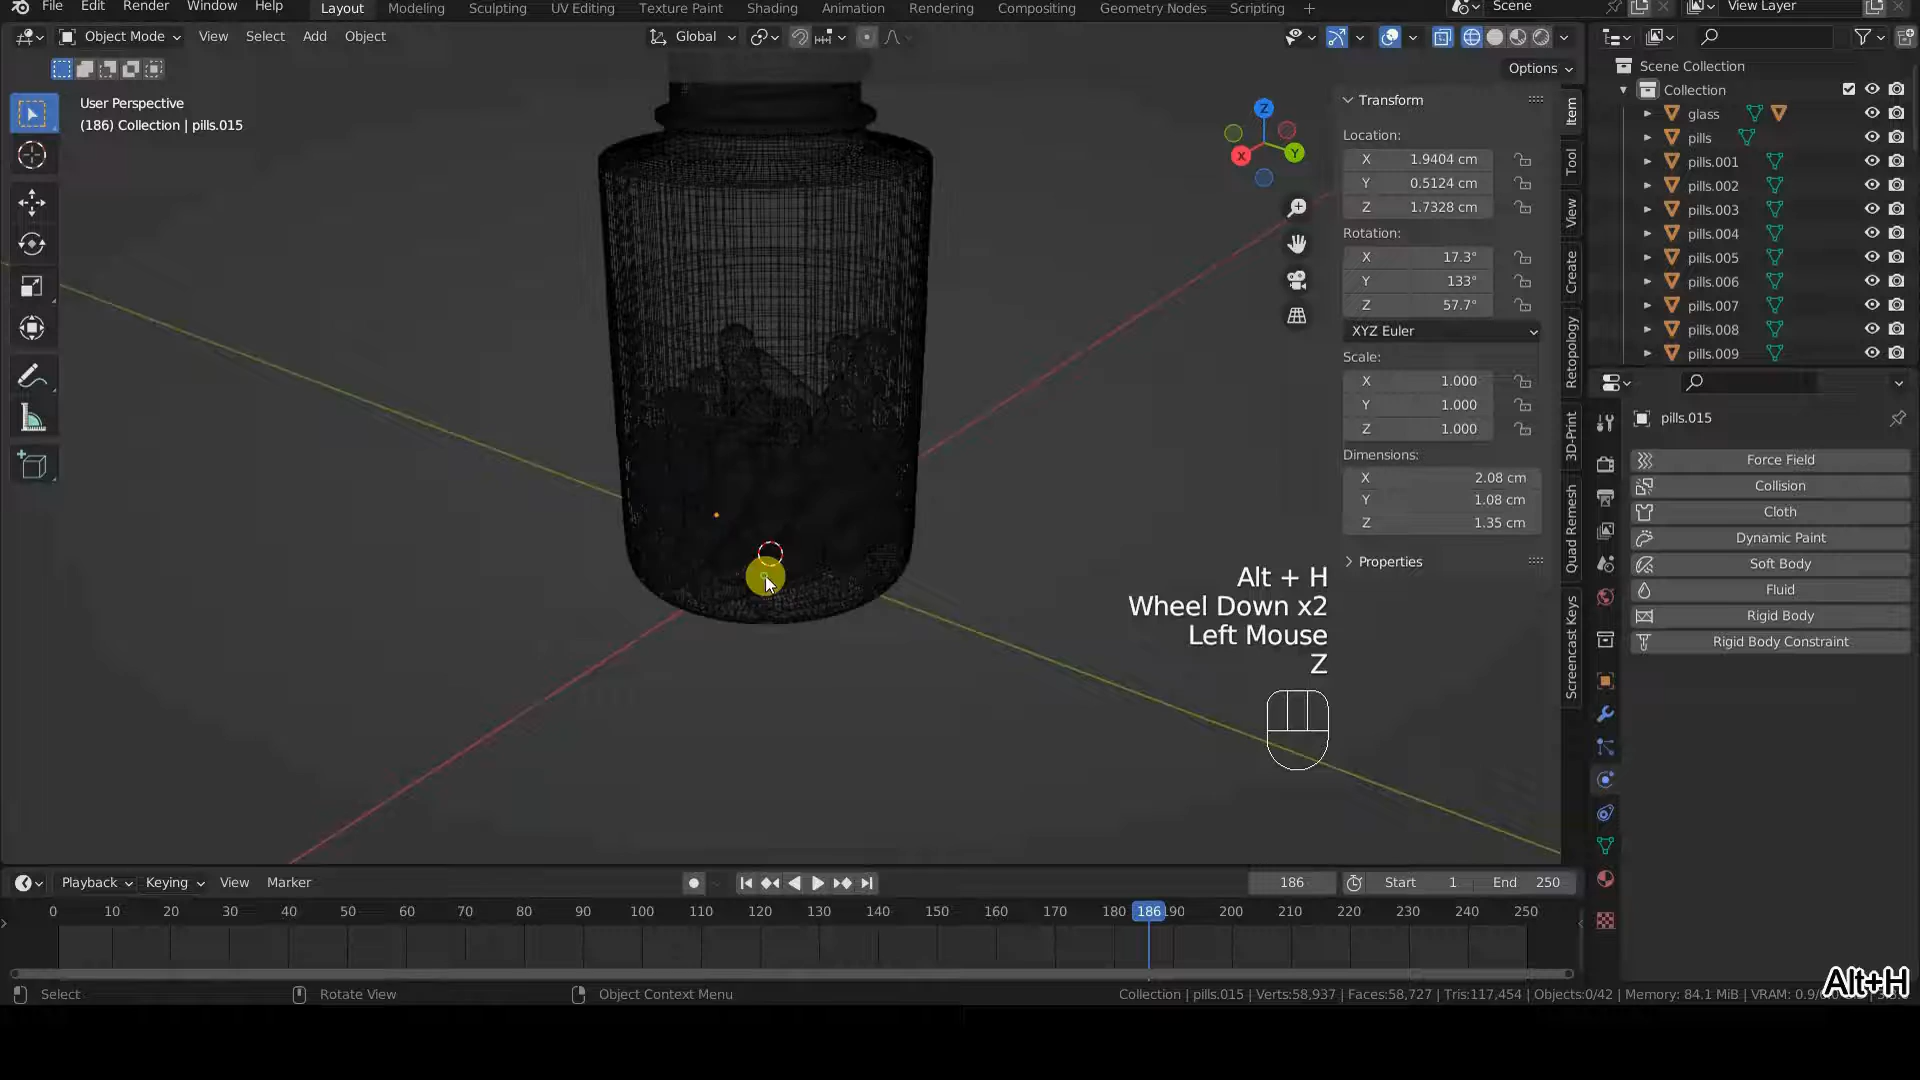 File Edit Render Window Help Layout Modeling Sculpting UV Editing Texture Paint Shading Animation Rendering Compositing Geometry Nodes Scripting + Scene View Layer
Object Mode View Select Add Object Global
Options
User Perspective
(186) Collection | pills.015
Transform
Location:
X 1.9404 cm
Y 0.5124 cm
Z 1.7328 cm
Rotation:
X 17.3°
Y 133°
Z 57.7°
XYZ Euler
Scale:
X 1.000
Y 1.000
Z 1.000
Dimensions:
X 2.08 cm
Y 1.08 cm
Z 1.35 cm
Properties
Z
Y
X
Item
Tool
View
Create
Retopology
3D-Print
Quad Remesh
Screencast Keys
Scene Collection
Collection
glass
pills
pills.001
pills.002
pills.003
pills.004
pills.005
pills.006
pills.007
pills.008
pills.009
pills.015
Force Field
Collision
Cloth
Dynamic Paint
Soft Body
Fluid
Rigid Body
Rigid Body Constraint
Alt + H
Wheel Down x2
Left Mouse
Z
Playback Keying View Marker 186 Start 1 End 250
0 10 20 30 40 50 60 70 80 90 100 110 120 130 140 150 160 170 180 186 190 200 210 220 230 240 250
Select Rotate View Object Context Menu Collection | pills.015 | Verts:58,937 | Faces:58,727 | Tris:117,454 | Objects:0/42 | Memory: 84.1 MiB | VRAM: 0.9/
Alt+H